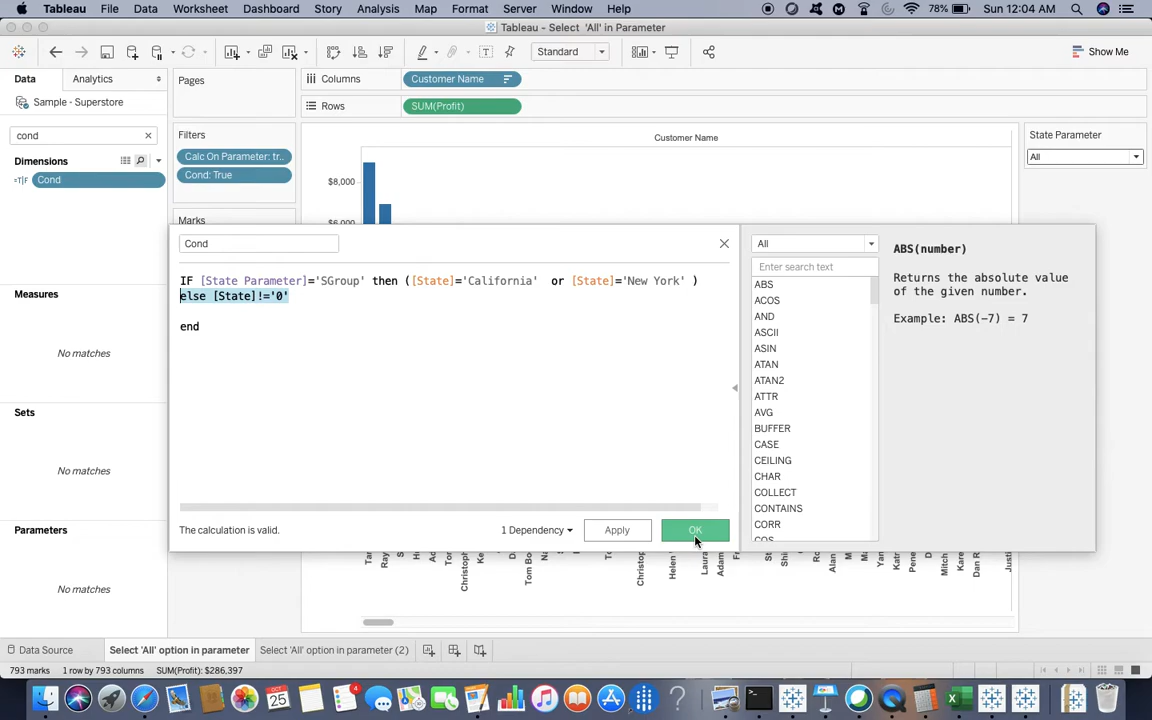 Tableau File Data Worksheet Dashboard Story Analysis Map Format Server Window Help 78% Sun 12:04 AM
Tableau - Select 'All' in Parameter
Standard Show Me
Data Analytics Pages Columns Customer Name
Sample - Superstore Rows SUM(Profit)
cond Filters Customer Name State Parameter
Dimensions Calc On Parameter: tr.. All
=T|F Cond Cond: True $8,000
Marks $6,000
Cond All ABS(number)
Enter search text
IF [State Parameter]='SGroup' then ([State]='California' or [State]='New York' )
else [State]!='0'
end
Returns the absolute value
of the given number.
Example: ABS(-7) = 7
ABS
ACOS
AND
ASCII
ASIN
ATAN
ATAN2
ATTR
AVG
BUFFER
CASE
CEILING
CHAR
COLLECT
CONTAINS
CORR
COS
Measures
No matches
Sets
No matches
Parameters
No matches
The calculation is valid. 1 Dependency Apply OK
Data Source Select 'All' option in parameter Select 'All' option in parameter (2)
793 marks 1 row by 793 columns SUM(Profit): $286,397
OCT
25
4